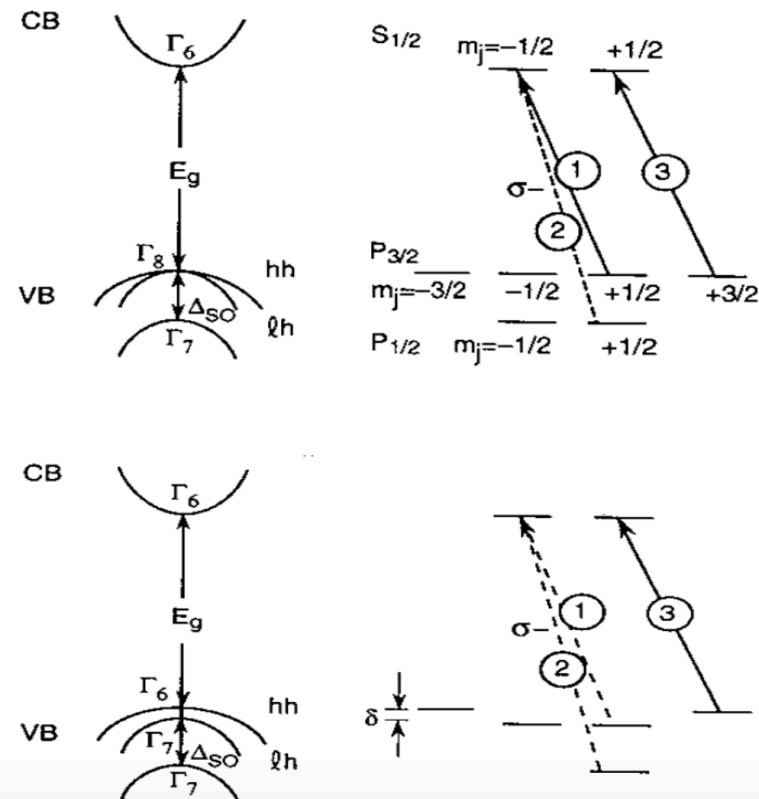 CB
Γ6
Eg
Γ8
hh
VB
ΔSO
ℓh
Γ7
S1/2 mj=−1/2 +1/2
1
3
σ−
2
P3/2
mj=−3/2 −1/2 +1/2 +3/2
P1/2 mj=−1/2 +1/2
CB
Γ6
Eg
Γ6
hh
VB
Γ7
ΔSO
ℓh
Γ7
1
3
σ−
2
δ